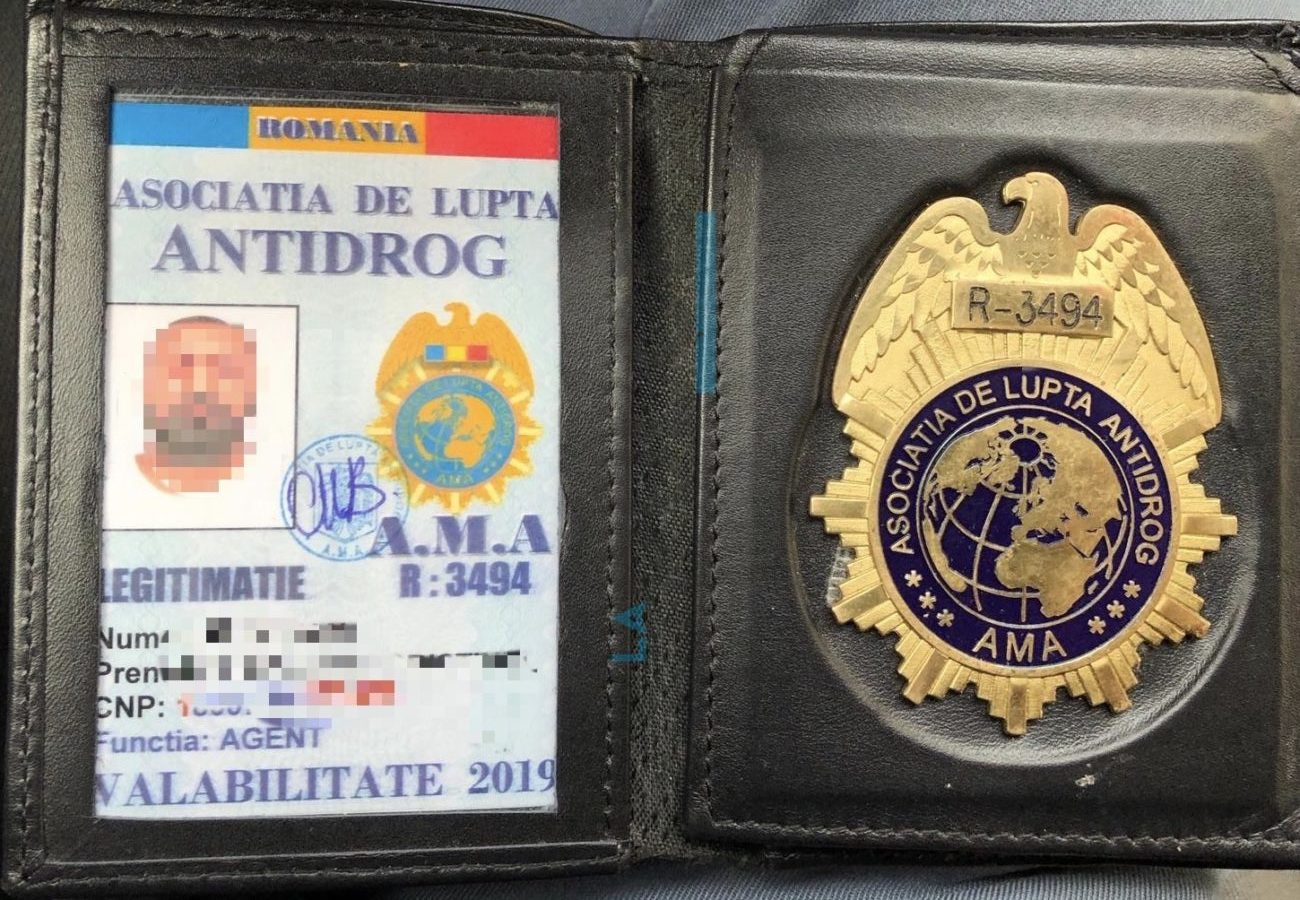 ROMANIA
ASOCIATIA DE LUPTA
ANTIDROG
AMA
A.M.A
A.M.A
LEGITIMATIE R : 3494
CNP:
Functia: AGENT
VALABILITATE 2019
R-3494
ASOCIATIA DE LUPTA ANTIDROG
AMA